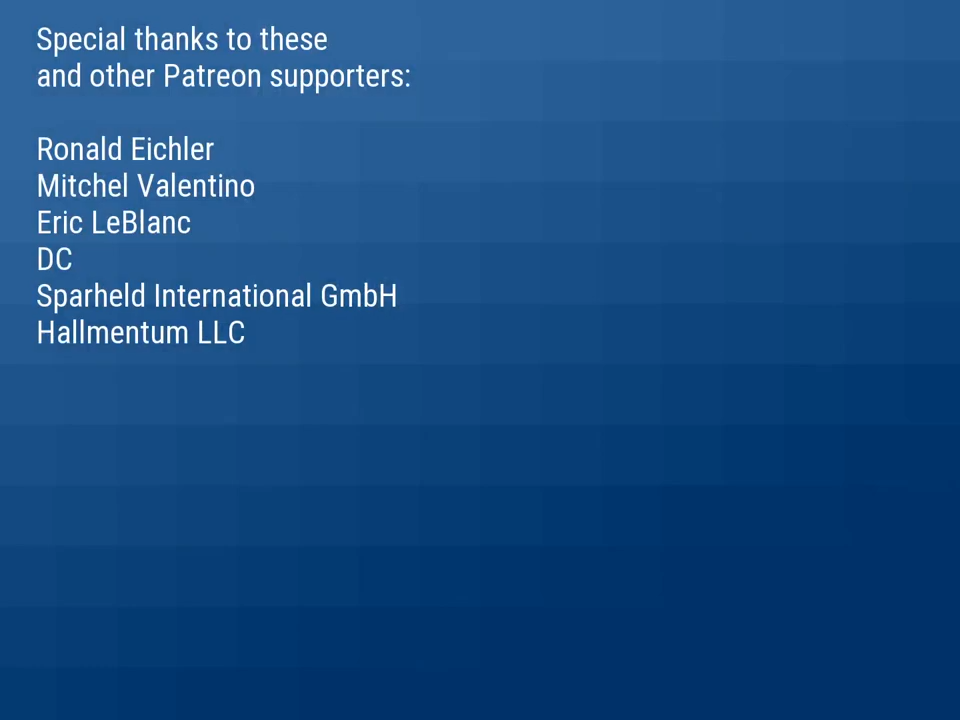 Special thanks to these
and other Patreon supporters:
Ronald Eichler
Mitchel Valentino
Eric LeBlanc
DC
Sparheld International GmbH
Hallmentum LLC